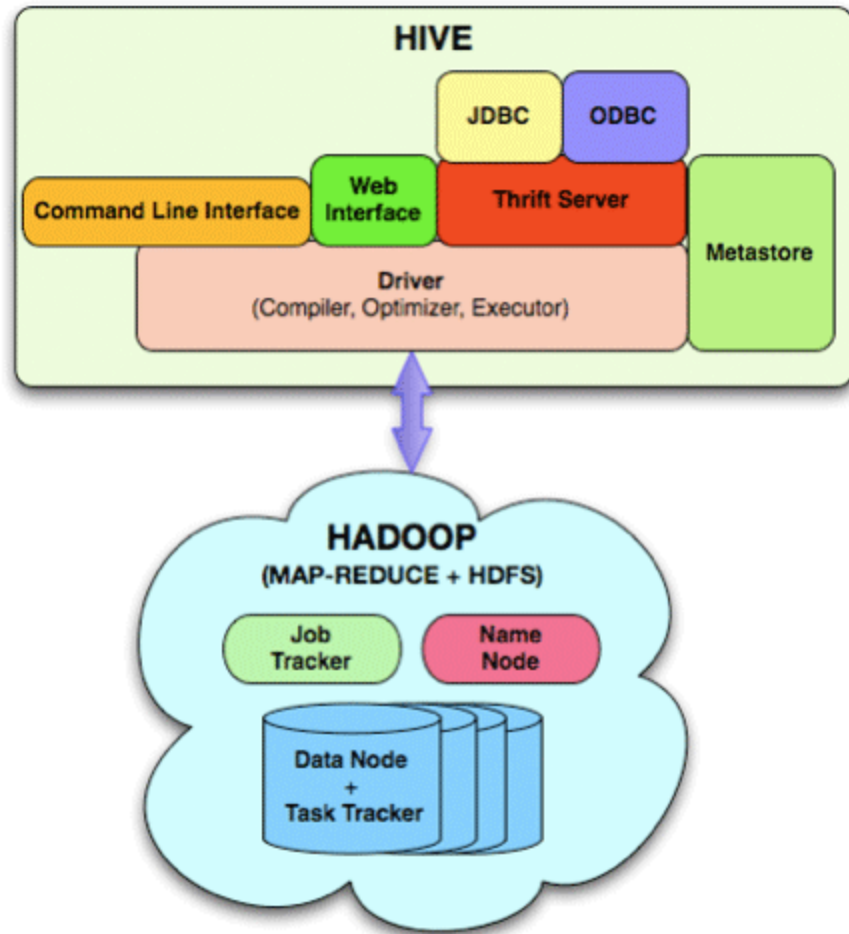 HIVE
JDBC
ODBC
Command Line Interface
Web
Interface
Thrift Server
Metastore
Driver
(Compiler, Optimizer, Executor)
HADOOP
(MAP-REDUCE + HDFS)
Job
Tracker
Name
Node
Data Node
+
Task Tracker